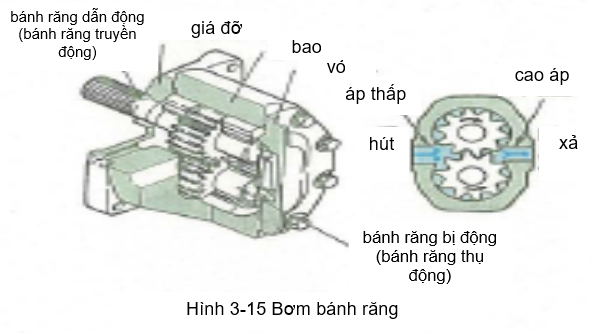 bánh răng dẫn động
(bánh răng truyền
động)
giá đỡ
bao
vó
áp thấp
cao áp
hút
xả
bánh răng bị động
(bánh răng thụ
động)
Hình 3-15 Bơm bánh răng